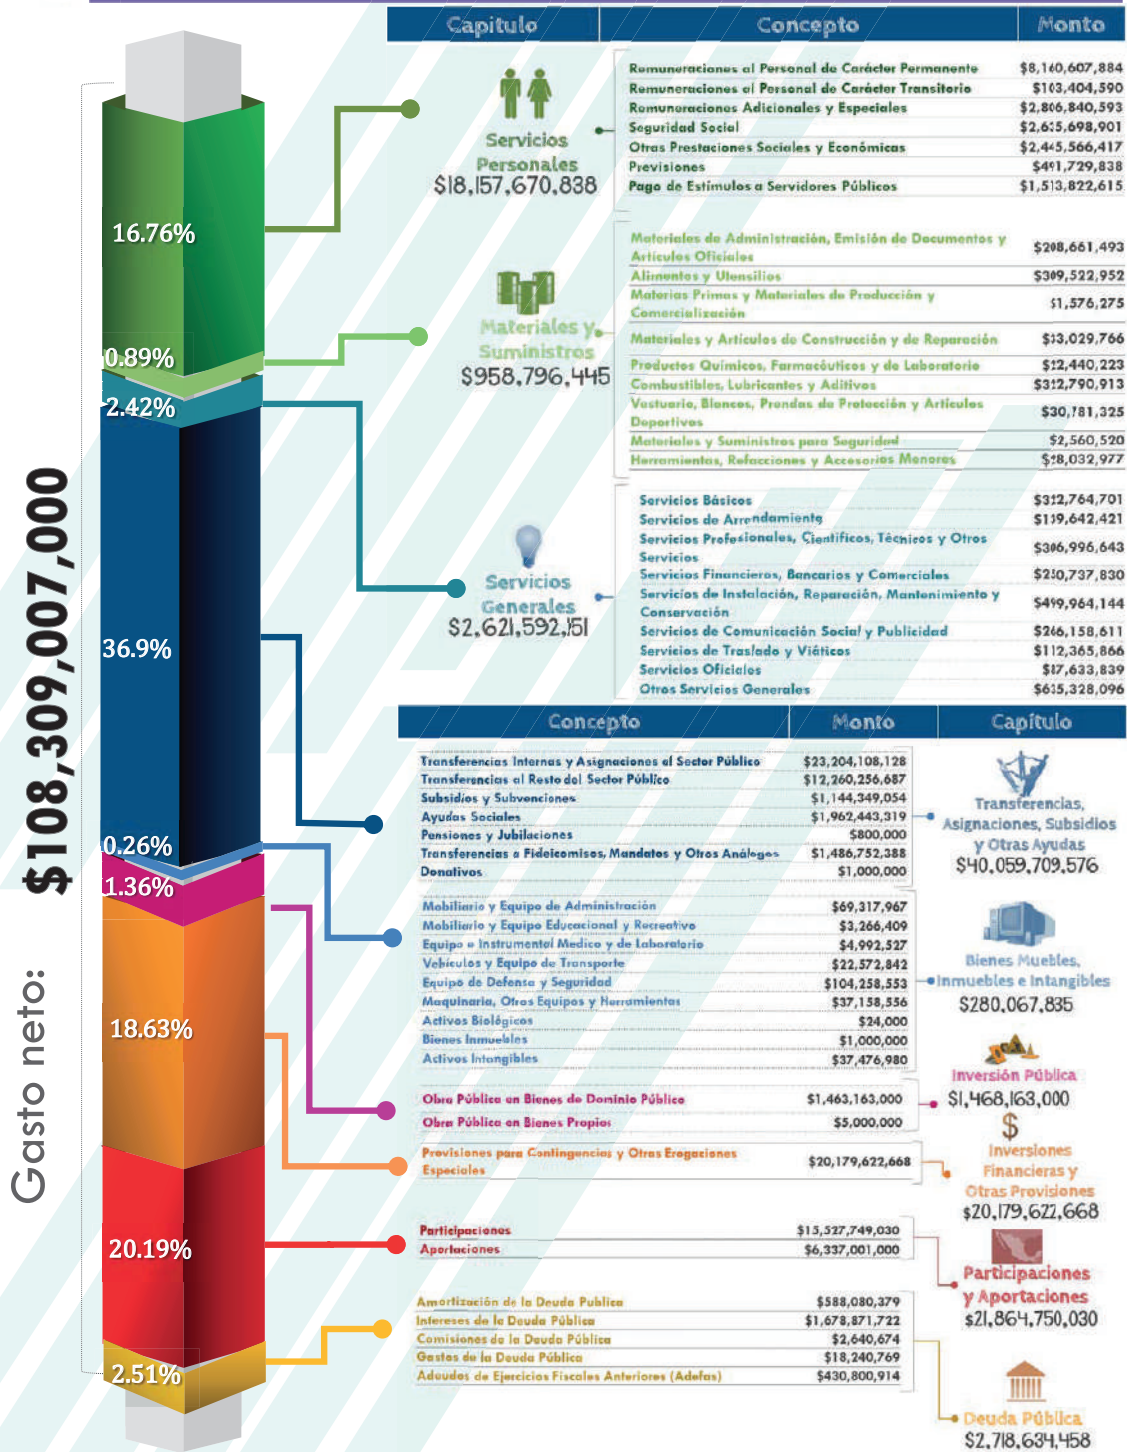 Capítulo Concepto Monto
Servicios
Personales
$18,157,670,838
Remuneraciones al Personal de Carácter Permanente $8,160,607,884
Remuneraciones al Personal de Carácter Transitorio $103,404,590
Remuneraciones Adicionales y Especiales $2,806,840,593
Seguridad Social $2,635,698,901
Otras Prestaciones Sociales y Económicas $2,445,566,417
Previsiones $491,729,838
Pago de Estímulos a Servidores Públicos $1,513,822,615
Materiales y
Suministros
$958,796,445
Materiales de Administración, Emisión de Documentos y
Artículos Oficiales $208,661,493
Alimentos y Utensilios $309,522,952
Materias Primas y Materiales de Producción y
Comercialización $1,576,275
Materiales y Artículos de Construcción y de Reparación $13,029,766
Productos Químicos, Farmacéuticos y de Laboratorio $12,440,223
Combustibles, Lubricantes y Aditivos $312,790,913
Vestuario, Blancos, Prendas de Protección y Artículos
Deportivos $30,781,325
Materiales y Suministros para Seguridad $2,560,520
Herramientas, Refacciones y Accesorios Menores
Servicios
Generales
$2,621,592,151
Servicios Básicos $312,764,701
Servicios de Arrendamiento $119,642,421
Servicios Profesionales, Científicos, Técnicos y Otros
Servicios $306,996,643
Servicios Financieros, Bancarios y Comerciales $250,737,830
Servicios de Instalación, Reparación, Mantenimiento y
Conservación $499,964,144
Servicios de Comunicación Social y Publicidad
Servicios de Traslado y Viáticos $112,365,866
Servicios Oficiales
Otros Servicios Generales
Concepto Monto Capítulo
Transferencias Internas y Asignaciones al Sector Público $23,204,108,128
Transferencias al Resto del Sector Público $12,260,256,687
Subsidios y Subvenciones $1,144,349,054
Ayudas Sociales $1,962,443,319
Pensiones y Jubilaciones $800,000
Transferencias a Fideicomisos, Mandatos y Otros Análogos $1,486,752,388
Donativos $1,000,000
Transferencias,
Asignaciones, Subsidios
y Otras Ayudas
$40,059,709,576
Mobiliario y Equipo de Administración $69,317,967
Mobiliario y Equipo Educacional y Recreativo $3,266,409
Equipo e Instrumental Medico y de Laboratorio $4,992,527
Vehículos y Equipo de Transporte $22,572,842
Equipo de Defensa y Seguridad $104,258,553
Maquinaria, Otros Equipos y Herramientas $37,158,556
Activos Biológicos $24,000
Bienes Inmuebles $1,000,000
Activos Intangibles $37,476,980
Bienes Muebles,
Inmuebles e Intangibles
$280,067,835
Obra Pública en Bienes de Dominio Público $1,463,163,000
Obra Pública en Bienes Propios $5,000,000
Inversión Pública
$1,468,163,000
$
Provisiones para Contingencias y Otras Erogaciones
Especiales $20,179,622,668
Inversiones
Financieras y
Otras Provisiones
$20,179,622,668
Participaciones $15,527,749,030
Aportaciones $6,337,001,000
Participaciones
y Aportaciones
$21,864,750,030
Amortización de la Deuda Publica $588,080,379
Intereses de la Deuda Pública $1,678,871,722
Comisiones de la Deuda Pública $2,640,674
Gastos de la Deuda Pública $18,240,769
Adeudos de Ejercicios Fiscales Anteriores (Adefas) $430,800,914
Deuda Pública
$2,718,634,458
16.76%
0.89%
2.42%
36.9%
0.26%
1.36%
18.63%
20.19%
2.51%
Gasto neto: $108,309,007,000